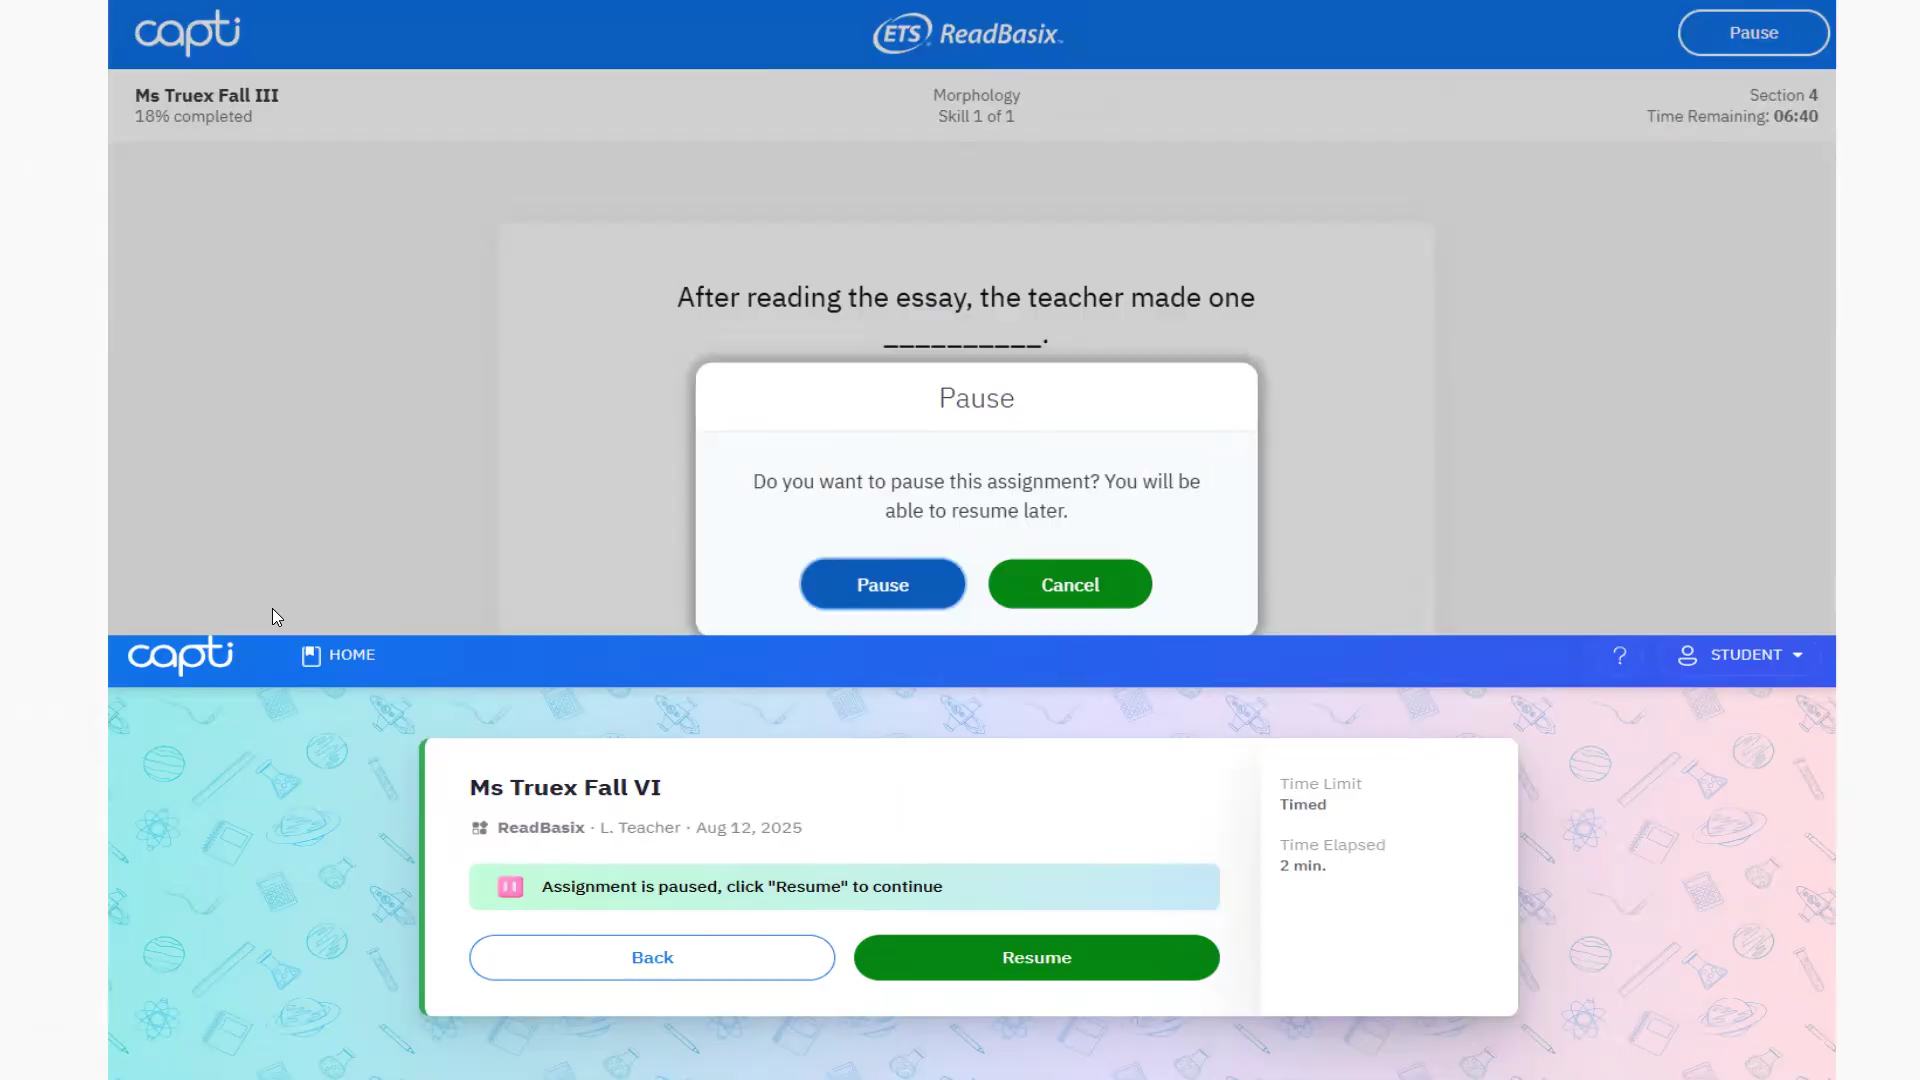 capti
ETS ReadBasix
Pause
Ms Truex Fall III
18% completed
Morphology
Skill 1 of 1
Section 4
Time Remaining: 06:40
After reading the essay, the teacher made one
__________.
Pause
Do you want to pause this assignment? You will be
able to resume later.
Pause
Cancel
capti
HOME
?
STUDENT
Ms Truex Fall VI
ReadBasix · L. Teacher · Aug 12, 2025
Assignment is paused, click "Resume" to continue
Back
Resume
Time Limit
Timed
Time Elapsed
2 min.